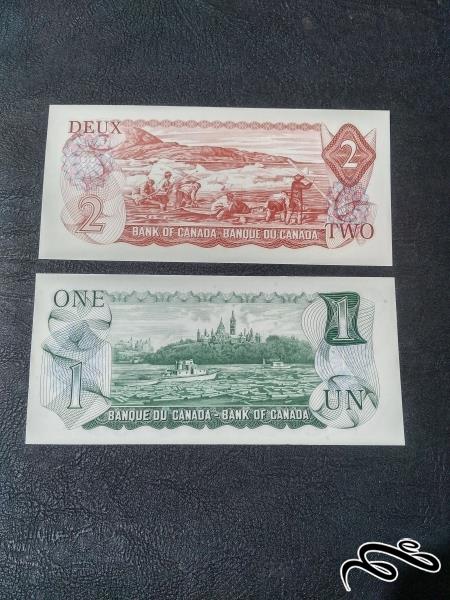 DEUX
2
2
BANK OF CANADA·BANQUE DU CANADA
TWO
ONE
1
1
BANQUE DU CANADA-BANK OF CANADA
UN